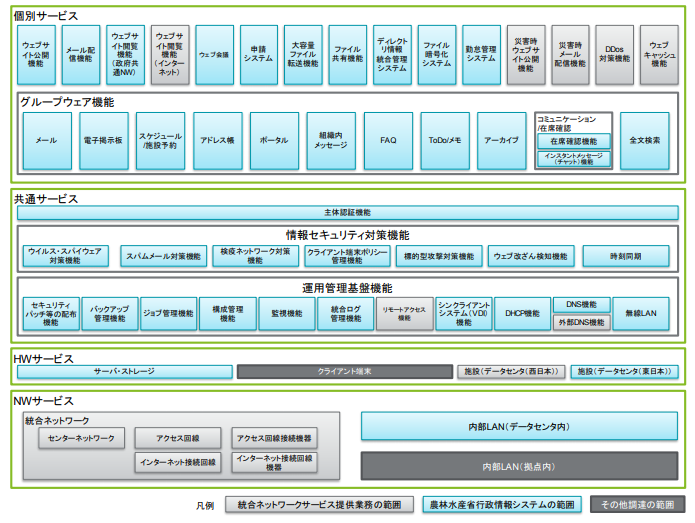 個別サービス
ウェブサ
イト公開
機能
メール配
信機能
ウェブサ
イト閲覧
機能
(政府共
通NW)
ウェブサ
イト閲覧
機能
(インター
ネット)
ウェブ会議
申請
システム
大容量
ファイル
転送機能
ファイル
共有機能
ディレクト
リ情報
統合管理
システム
ファイル
暗号化シ
ステム
勤怠管理
システム
災害時
ウェブサ
イト公開
機能
災害時
メール
配信機能
DDos
対策機能
ウェブ
キャッシュ
機能
グループウェア機能
メール
電子掲示板
スケジュール
/施設予約
アドレス帳
ポータル
組織内
メッセージ
FAQ
ToDo/メモ
アーカイブ
コミュニケーション
/在席確認
在席確認機能
インスタントメッセージ
(チャット)機能
全文検索
共通サービス
主体認証機能
情報セキュリティ対策機能
ウイルス・スパイウェア
対策機能
スパムメール対策機能
検疫ネットワーク対策
機能
クライアント端末ポリシー
管理機能
標的型攻撃対策機能
ウェブ改ざん検知機能
時刻同期
運用管理基盤機能
セキュリティ
パッチ等の配布
機能
バックアップ
管理機能
ジョブ管理機能
構成管理
機能
監視機能
統合ログ
管理機能
リモートアクセス
機能
シンクライアント
システム(VDI)
機能
DHCP機能
DNS機能
外部DNS機能
無線LAN
HWサービス
サーバ・ストレージ
クライアント端末
施設(データセンタ(西日本))
施設(データセンタ(東日本))
NWサービス
統合ネットワーク
センターネットワーク
アクセス回線
アクセス回線接続機器
インターネット接続回線
インターネット接続回線
機器
内部LAN(データセンタ内)
内部LAN(拠点内)
凡例
統合ネットワークサービス提供業務の範囲
農林水産省行政情報システムの範囲
その他調達の範囲